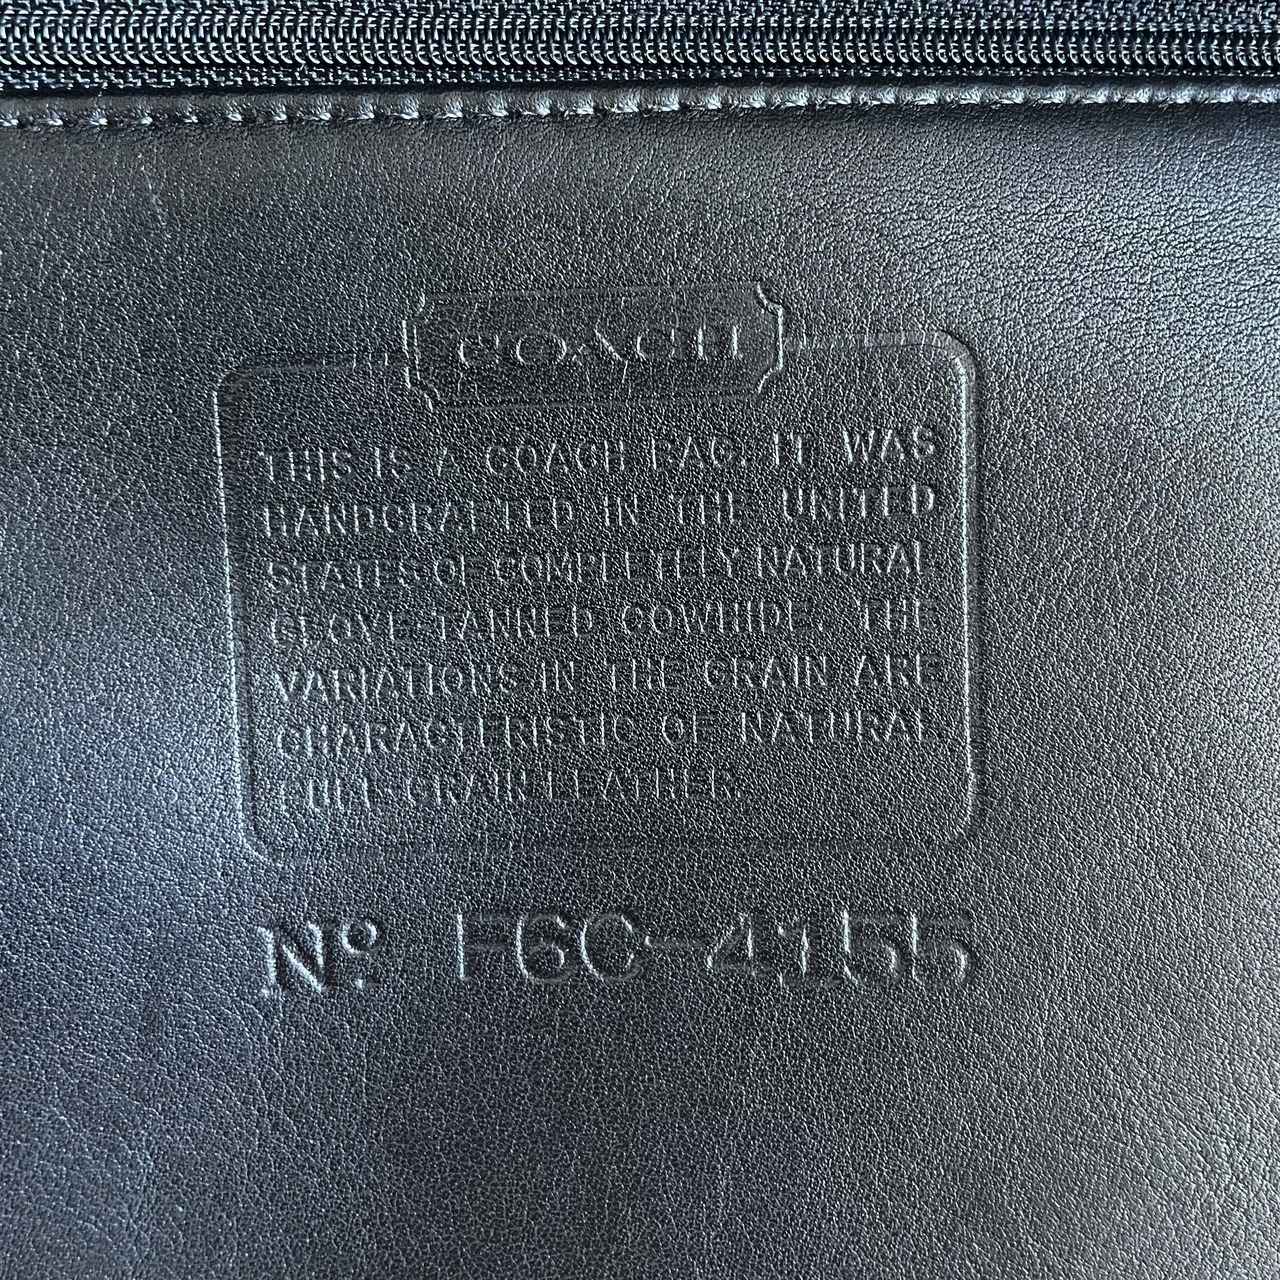 COACH
THIS IS A COACH BAG. IT WAS
HANDCRAFTED IN THE UNITED
STATES OF COMPLETELY NATURAL
GLOVE-TANNED COWHIDE. THE
VARIATIONS IN THE GRAIN ARE
CHARACTERISTIC OF NATURAL
FULL-GRAIN LEATHER.
Nº F6C-4155